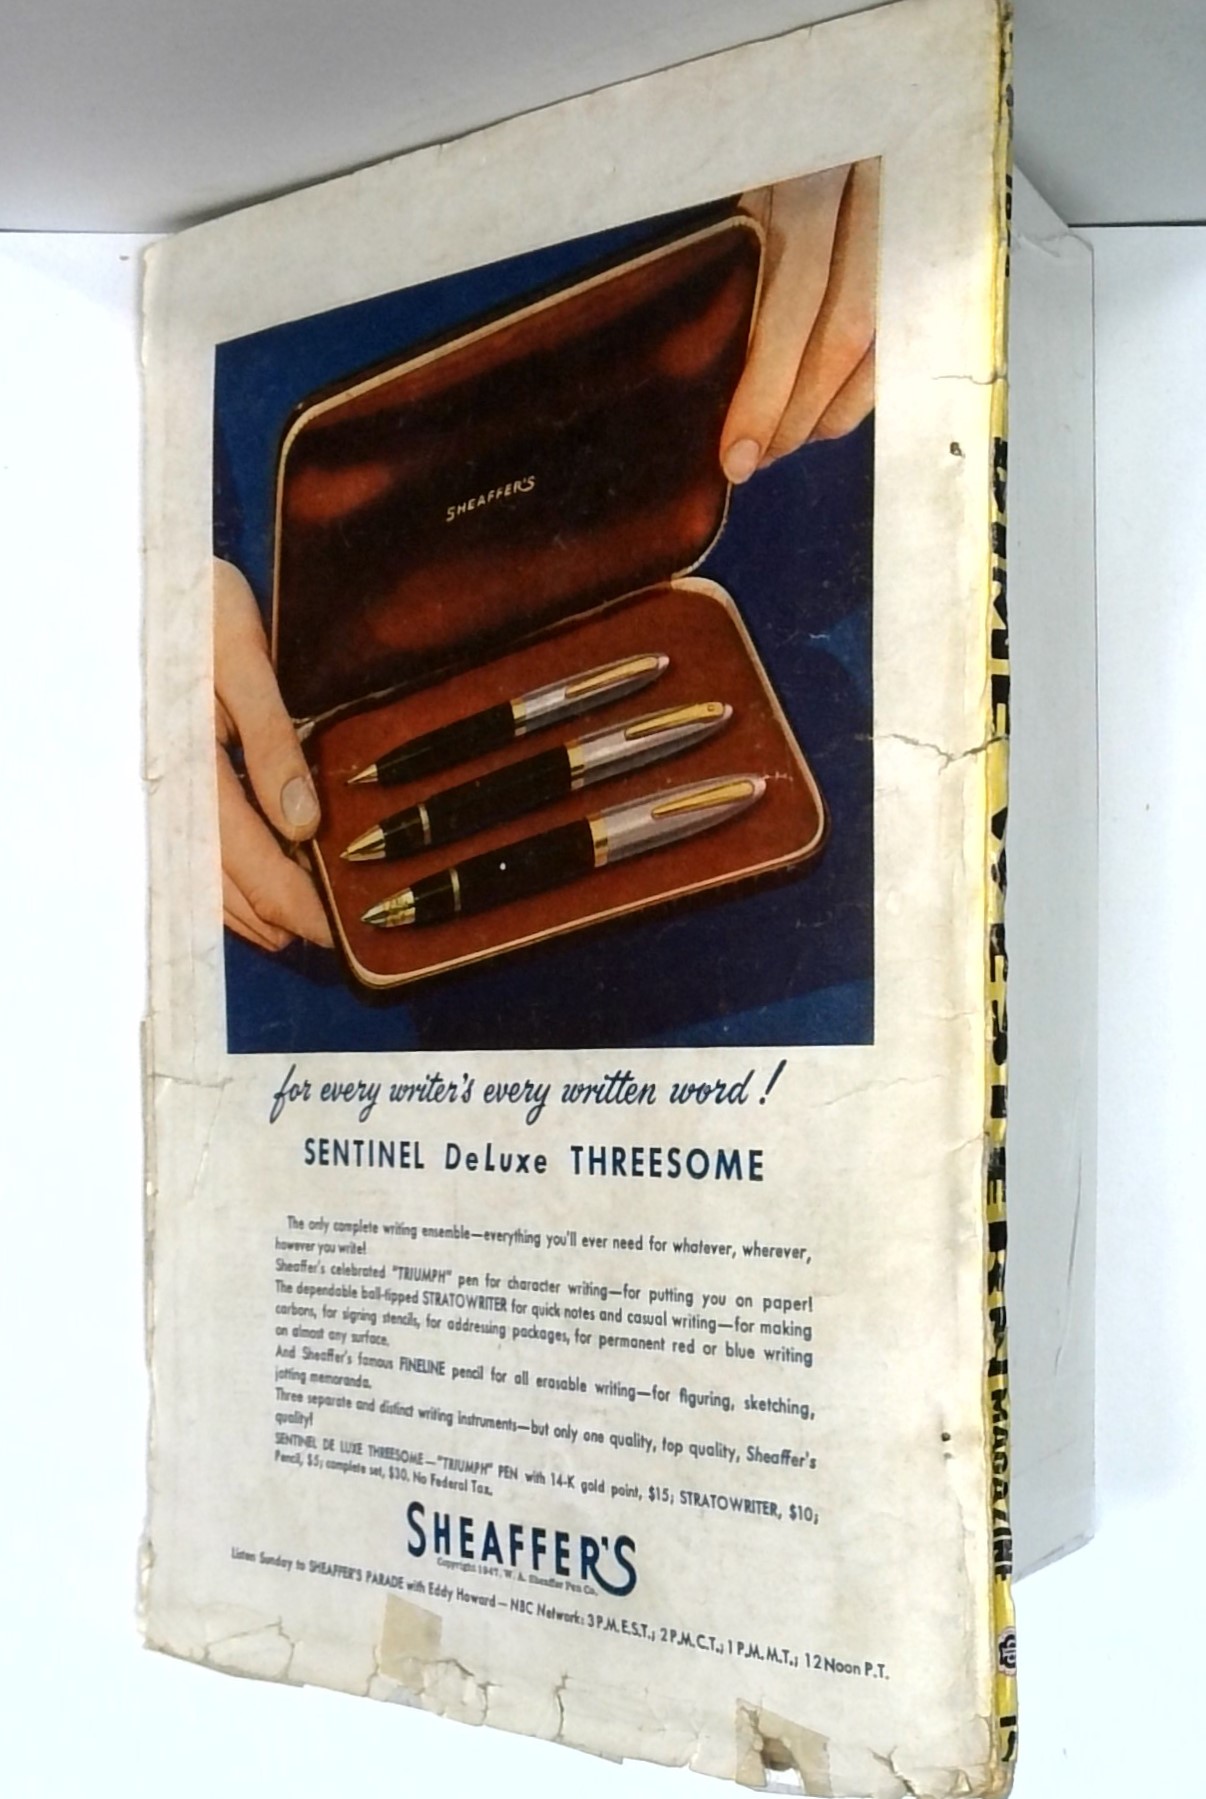 SHEAFFER'S
for every writer's every written word!
SENTINEL DeLuxe THREESOME
The only complete writing ensemble—everything you'll ever need for whatever, wherever,
however you write!
Sheaffer's celebrated "TRIUMPH" pen for character writing—for putting you on paper!
The dependable ball-tipped STRATOWRITER for quick notes and casual writing—for making
carbons, for signing stencils, for addressing packages, for permanent red or blue writing
on almost any surface.
And Sheaffer's famous FINELINE pencil for all erasable writing—for figuring, sketching,
jotting memoranda.
Three separate and distinct writing instruments—but only one quality, top quality, Sheaffer's
quality!
SENTINEL DE LUXE THREESOME—"TRIUMPH" PEN with 14-K gold point, $15; STRATOWRITER, $10;
Pencil, $5; complete set, $30. No Federal Tax.
SHEAFFER'S
Copyright 1947, W. A. Sheaffer Pen Co.
Listen Sunday to SHEAFFER'S PARADE with Eddy Howard—NBC Network: 3 P.M. E.S.T.; 2 P.M. C.T.; 1 P.M. M.T.; 12 Noon P.T.
DIME WESTERN MAGAZINE